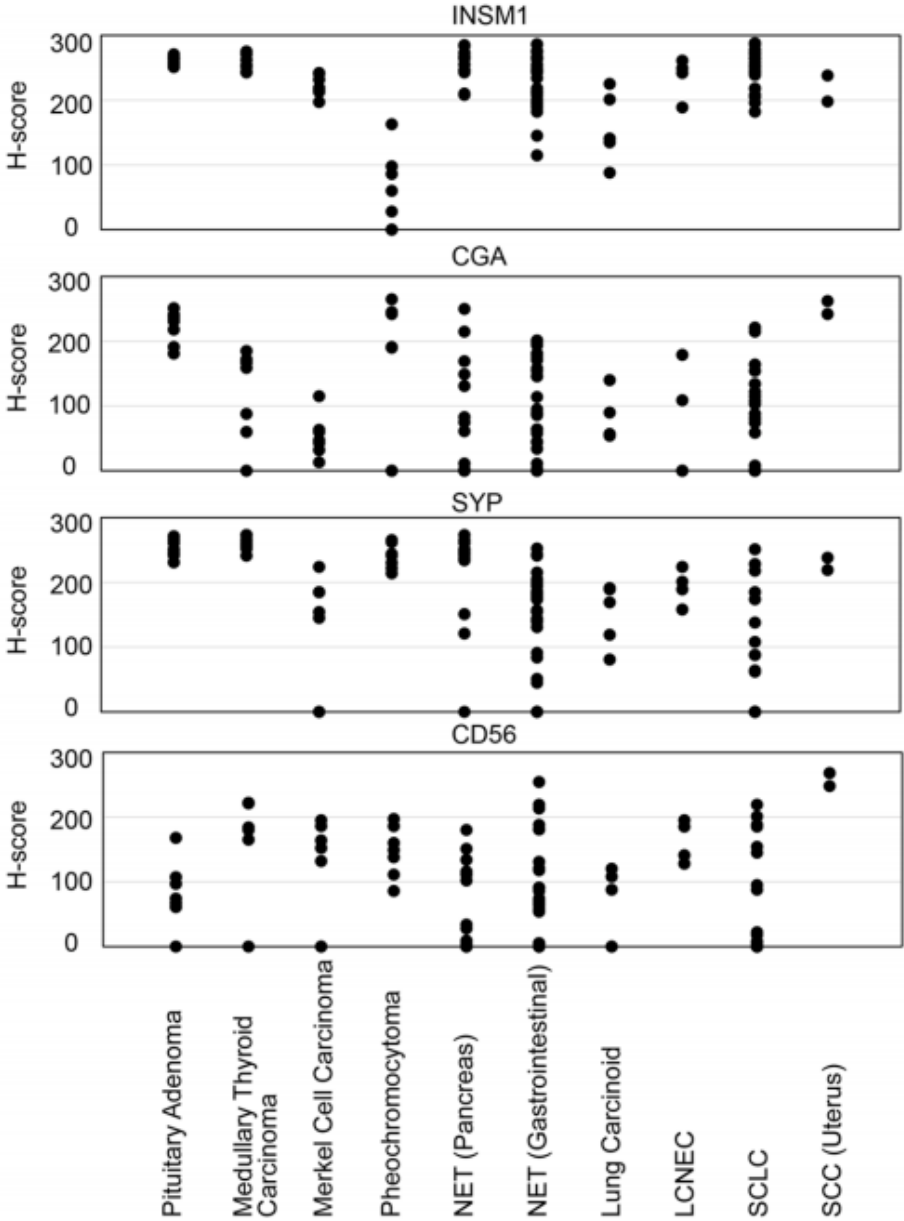 INSM1
300
200
100
0
H-score
CGA
300
200
100
0
H-score
SYP
300
200
100
0
H-score
CD56
300
200
100
0
H-score
Pituitary Adenoma
Medullary Thyroid
Carcinoma
Merkel Cell Carcinoma
Pheochromocytoma
NET (Pancreas)
NET (Gastrointestinal)
Lung Carcinoid
LCNEC
SCLC
SCC (Uterus)